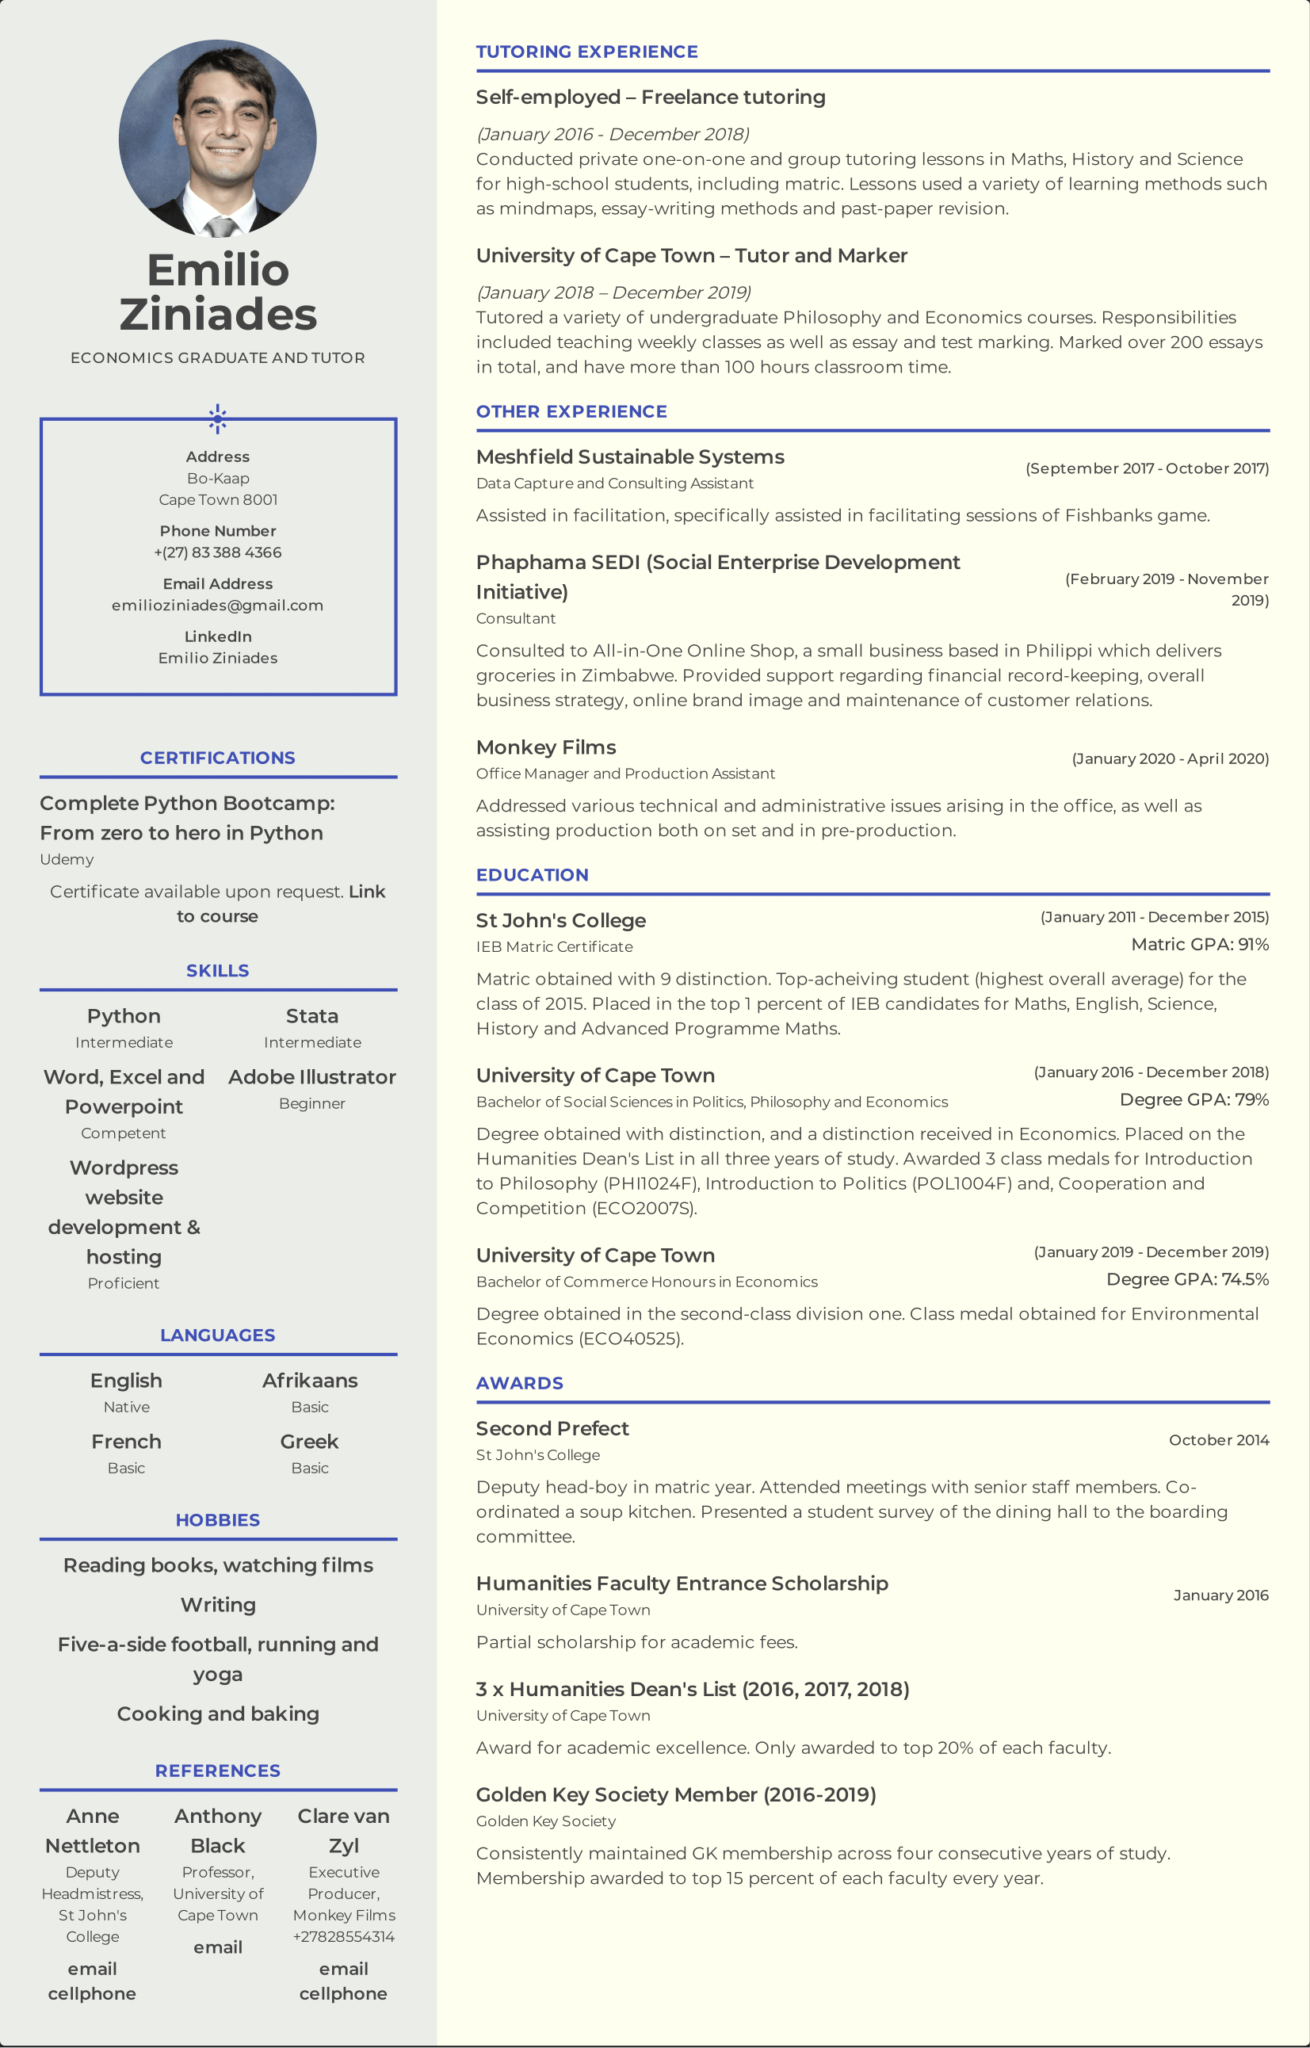 Emilio
Ziniades
ECONOMICS GRADUATE AND TUTOR
Address
Bo-Kaap
Cape Town 8001
Phone Number
+(27) 83 388 4366
Email Address
emilioziniades@gmail.com
LinkedIn
Emilio Ziniades
CERTIFICATIONS
Complete Python Bootcamp:
From zero to hero in Python
Udemy
Certificate available upon request. Link
to course
SKILLS
Python
Intermediate
Stata
Intermediate
Word, Excel and
Powerpoint
Competent
Adobe Illustrator
Beginner
Wordpress
website
development &
hosting
Proficient
LANGUAGES
English
Native
Afrikaans
Basic
French
Basic
Greek
Basic
HOBBIES
Reading books, watching films
Writing
Five-a-side football, running and
yoga
Cooking and baking
REFERENCES
Anne
Nettleton
Deputy
Headmistress,
St John's
College
email
cellphone
Anthony
Black
Professor,
University of
Cape Town
email
Clare van
Zyl
Executive
Producer,
Monkey Films
+27828554314
email
cellphone
TUTORING EXPERIENCE
Self-employed – Freelance tutoring
(January 2016 - December 2018)
Conducted private one-on-one and group tutoring lessons in Maths, History and Science
for high-school students, including matric. Lessons used a variety of learning methods such
as mindmaps, essay-writing methods and past-paper revision.
University of Cape Town – Tutor and Marker
(January 2018 – December 2019)
Tutored a variety of undergraduate Philosophy and Economics courses. Responsibilities
included teaching weekly classes as well as essay and test marking. Marked over 200 essays
in total, and have more than 100 hours classroom time.
OTHER EXPERIENCE
Meshfield Sustainable Systems
Data Capture and Consulting Assistant
(September 2017 - October 2017)
Assisted in facilitation, specifically assisted in facilitating sessions of Fishbanks game.
Phaphama SEDI (Social Enterprise Development
Initiative)
Consultant
(February 2019 - November
2019)
Consulted to All-in-One Online Shop, a small business based in Philippi which delivers
groceries in Zimbabwe. Provided support regarding financial record-keeping, overall
business strategy, online brand image and maintenance of customer relations.
Monkey Films
Office Manager and Production Assistant
(January 2020 - April 2020)
Addressed various technical and administrative issues arising in the office, as well as
assisting production both on set and in pre-production.
EDUCATION
St John's College
IEB Matric Certificate
(January 2011 - December 2015)
Matric GPA: 91%
Matric obtained with 9 distinction. Top-acheiving student (highest overall average) for the
class of 2015. Placed in the top 1 percent of IEB candidates for Maths, English, Science,
History and Advanced Programme Maths.
University of Cape Town
Bachelor of Social Sciences in Politics, Philosophy and Economics
(January 2016 - December 2018)
Degree GPA: 79%
Degree obtained with distinction, and a distinction received in Economics. Placed on the
Humanities Dean's List in all three years of study. Awarded 3 class medals for Introduction
to Philosophy (PHI1024F), Introduction to Politics (POL1004F) and, Cooperation and
Competition (ECO2007S).
University of Cape Town
Bachelor of Commerce Honours in Economics
(January 2019 - December 2019)
Degree GPA: 74.5%
Degree obtained in the second-class division one. Class medal obtained for Environmental
Economics (ECO40525).
AWARDS
Second Prefect
St John's College
October 2014
Deputy head-boy in matric year. Attended meetings with senior staff members. Co-
ordinated a soup kitchen. Presented a student survey of the dining hall to the boarding
committee.
Humanities Faculty Entrance Scholarship
University of Cape Town
January 2016
Partial scholarship for academic fees.
3 x Humanities Dean's List (2016, 2017, 2018)
University of Cape Town
Award for academic excellence. Only awarded to top 20% of each faculty.
Golden Key Society Member (2016-2019)
Golden Key Society
Consistently maintained GK membership across four consecutive years of study.
Membership awarded to top 15 percent of each faculty every year.